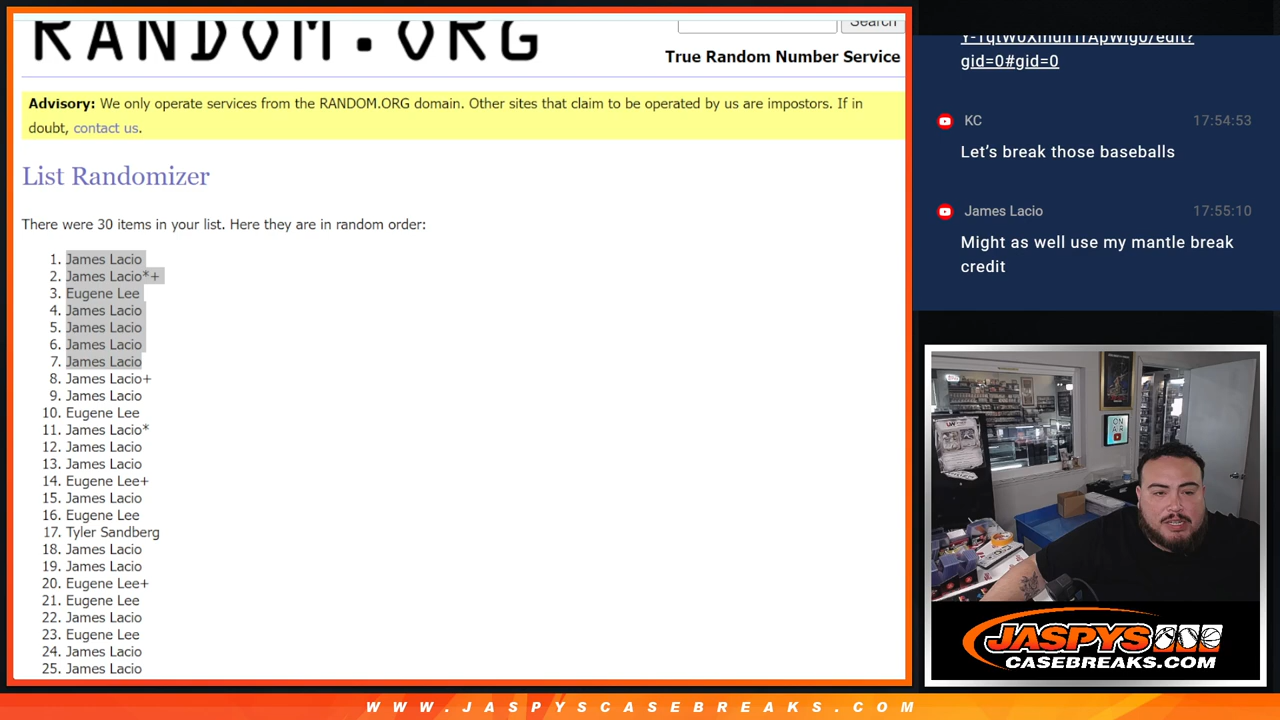 RANDOM.ORG
Search
True Random Number Service
Advisory: We only operate services from the RANDOM.ORG domain. Other sites that claim to be operated by us are impostors. If in
doubt, contact us.
List Randomizer
There were 30 items in your list. Here they are in random order:
1. James Lacio
2. James Lacio*+
3. Eugene Lee
4. James Lacio
5. James Lacio
6. James Lacio
7. James Lacio
8. James Lacio+
9. James Lacio
10. Eugene Lee
11. James Lacio*
12. James Lacio
13. James Lacio
14. Eugene Lee+
15. James Lacio
16. Eugene Lee
17. Tyler Sandberg
18. James Lacio
19. James Lacio
20. Eugene Lee+
21. Eugene Lee
22. James Lacio
23. Eugene Lee
24. James Lacio
25. James Lacio
gid=0#gid=0
KC 17:54:53
Let’s break those baseballs
James Lacio 17:55:10
Might as well use my mantle break
credit
ON
AIR
JASPYS
CASEBREAKS.COM
WWW.JASPYSCASEBREAKS.COM